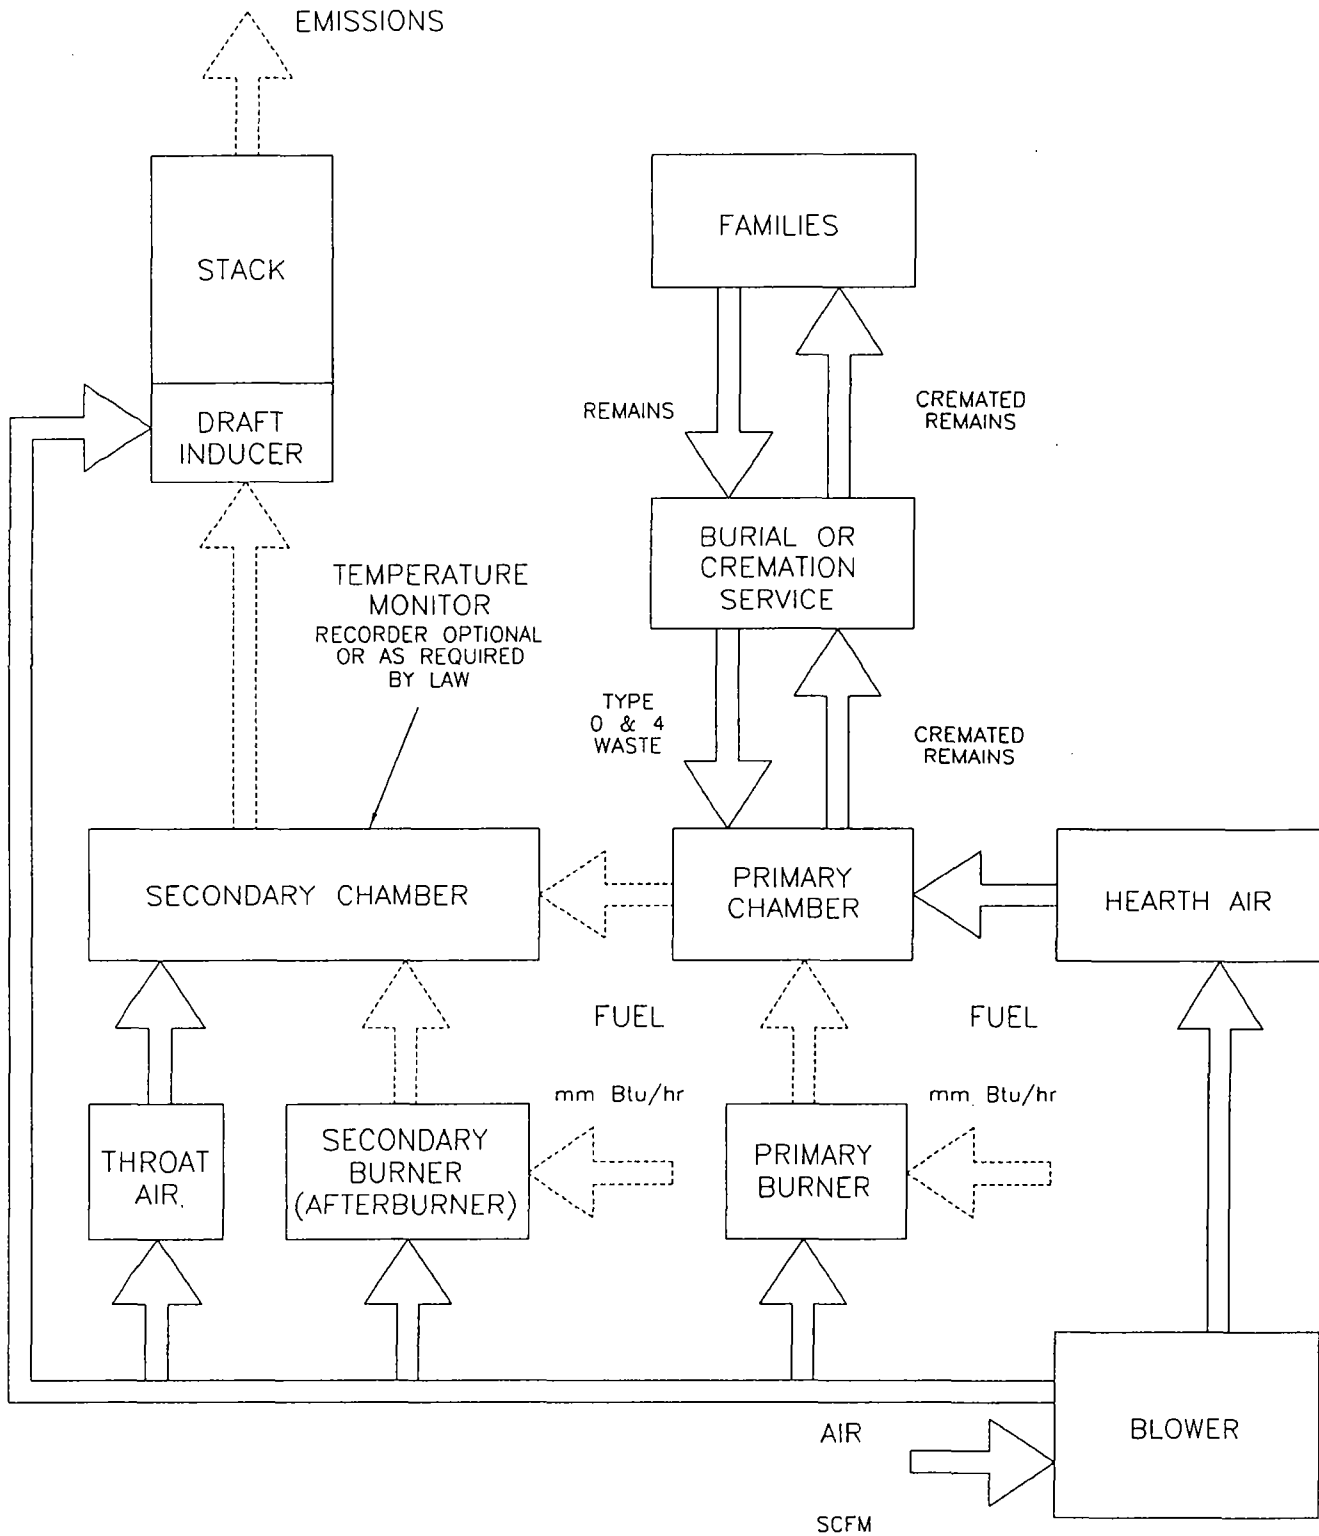 EMISSIONS
FAMILIES
STACK
REMAINS
CREMATED
REMAINS
DRAFT
INDUCER
BURIAL OR
CREMATION
SERVICE
TEMPERATURE
MONITOR
RECORDER OPTIONAL
OR AS REQUIRED
BY LAW
TYPE
0 & 4
WASTE
CREMATED
REMAINS
SECONDARY CHAMBER
PRIMARY
CHAMBER
HEARTH AIR
FUEL
FUEL
mm Btu/hr
mm Btu/hr
THROAT
AIR
SECONDARY
BURNER
(AFTERBURNER)
PRIMARY
BURNER
AIR
BLOWER
SCFM